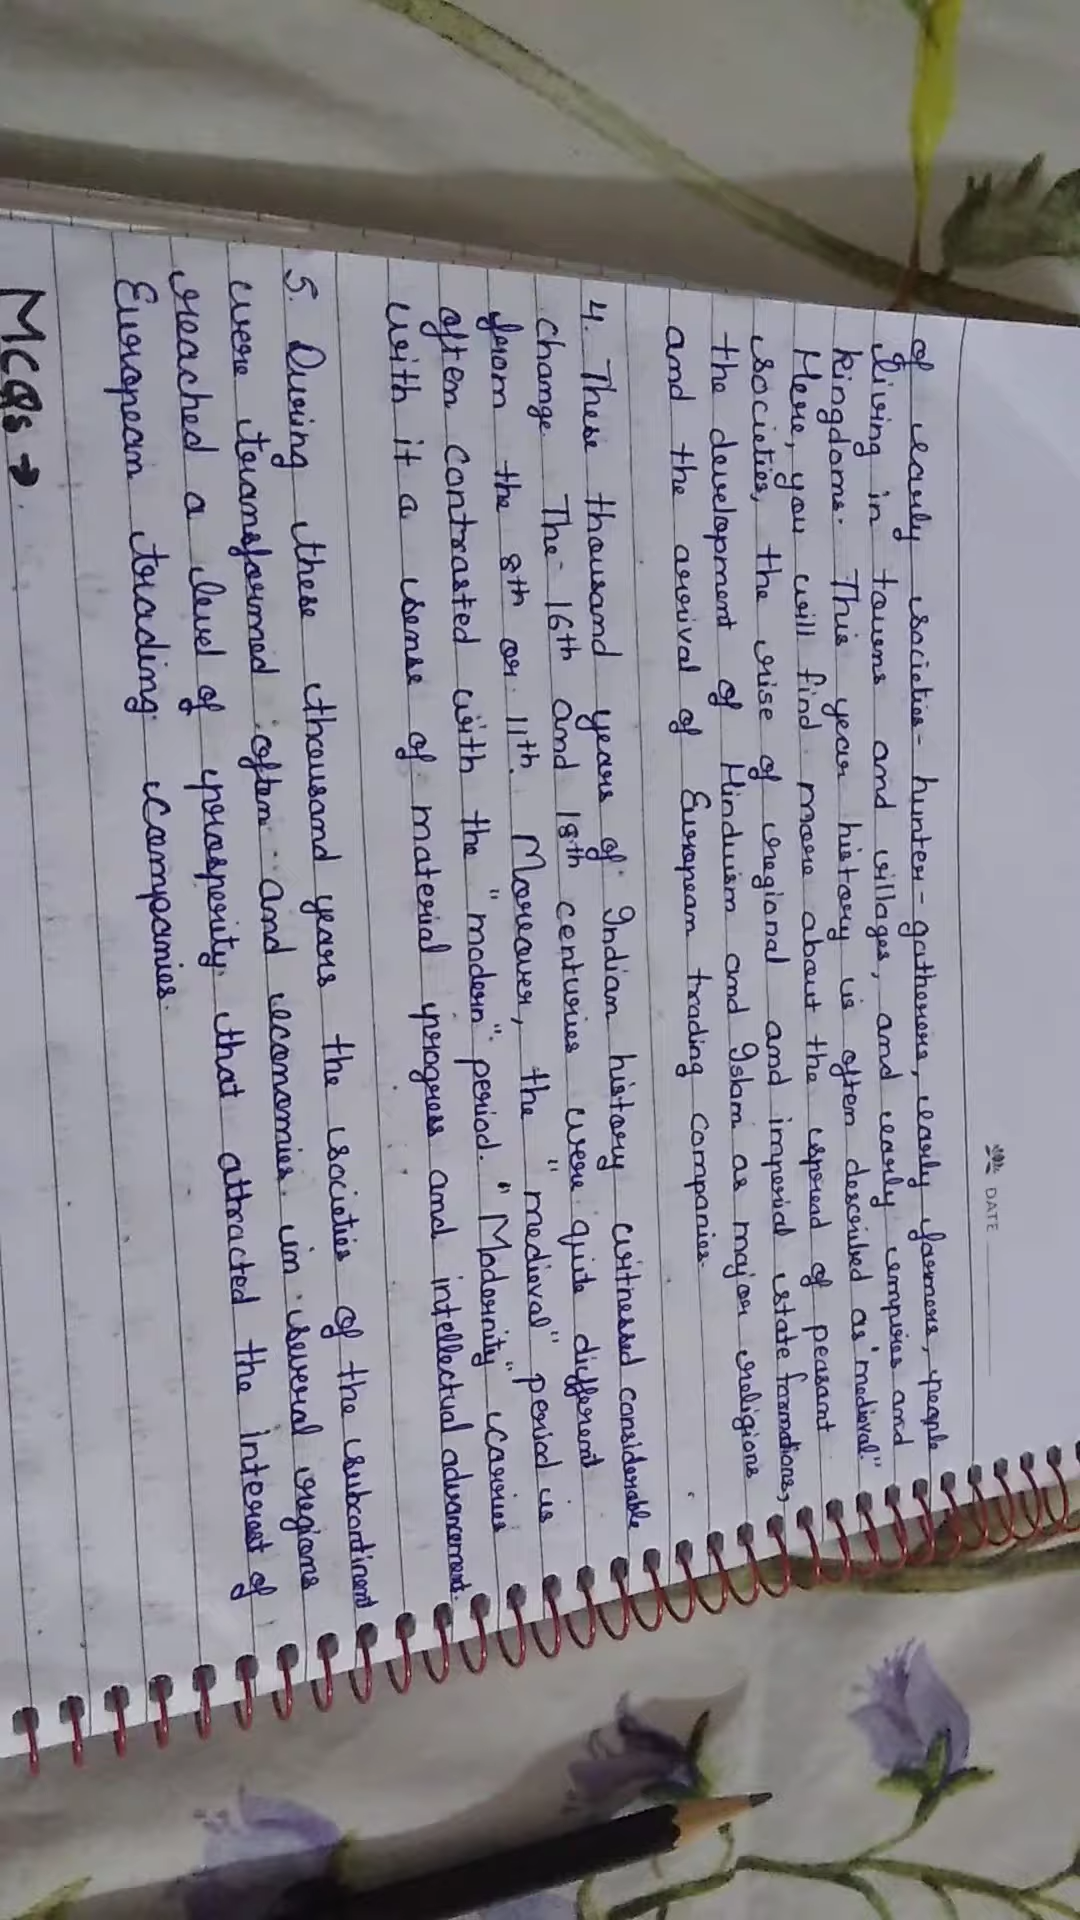 DATE
of early societies - hunter - gatherers, early farmers, people
living in towns and villages, and early empires and
kingdoms. This year history is often described as "medieval."
Here, you will find more about the spread of peasant
societies, the rise of regional and imperial state formations,
the development of Hinduism and Islam as major religions
and the arrival of European trading companies.
4. These thousand years of Indian history witnessed considerable
change. The 16th and 18th centuries were quite different
from the 8th or 11th. Moreover, the "medieval" period is
often contrasted with the "modern" period. "Modernity" carries
with it a sense of material progress and intellectual advancement.
5. During these thousand years the societies of the subcontinent
were transformed often and economies in several regions
reached a level of prosperity that attracted the interest of
European trading companies.
MCQs →